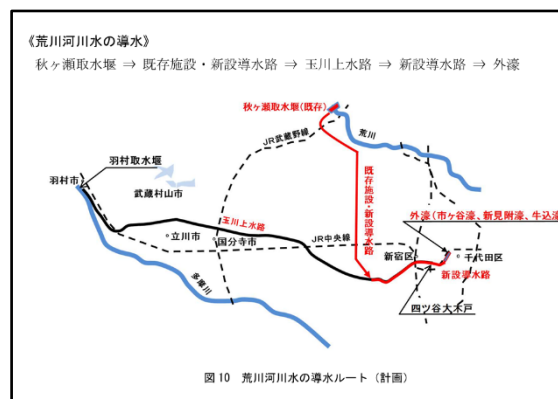 《荒川河川水の導水》
秋ヶ瀬取水堰 ⇒ 既存施設・新設導水路 ⇒ 玉川上水路 ⇒ 新設導水路 ⇒ 外濠
秋ヶ瀬取水堰(既存)
荒川
JR武蔵野線
羽村取水堰
羽村市
武蔵村山市
既存施設・新設導水路
玉川上水路
外濠(市ヶ谷濠、新見附濠、牛込濠
立川市
国分寺市
JR中央線
新宿区
千代田区
新設導水路
多摩川
四ツ谷大木戸
図10 荒川河川水の導水ルート(計画)